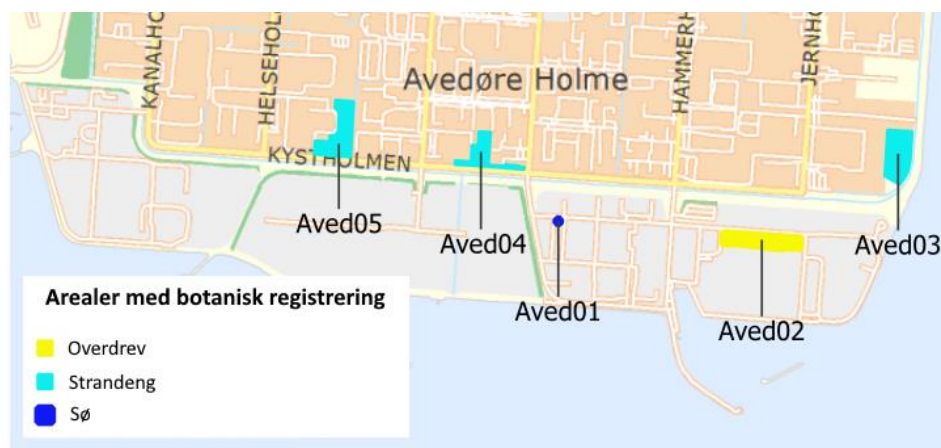 KANALHO
HELSEHOL
HAMMERH
JERNHO
Avedøre Holme
KYSTHOLMEN
Aved05
Aved04
Aved03
Aved01
Aved02
Arealer med botanisk registrering
Overdrev
Strandeng
Sø